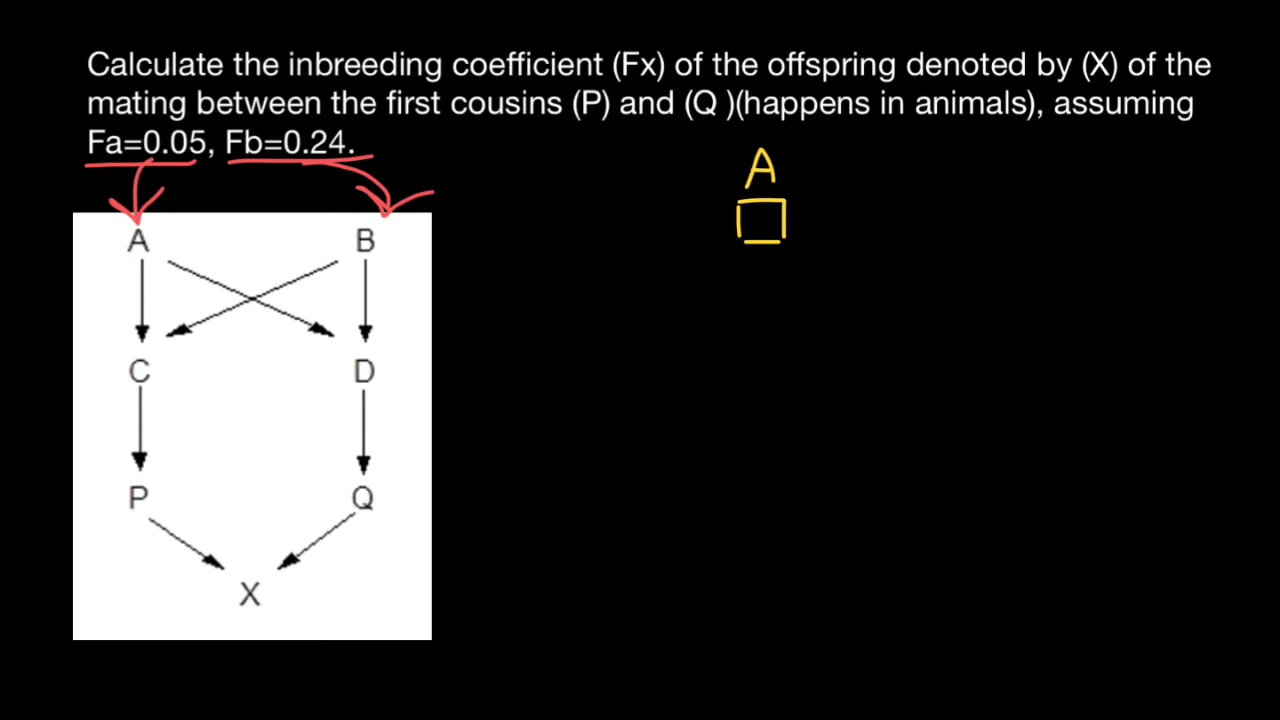 Calculate the inbreeding coefficient (Fx) of the offspring denoted by (X) of the
mating between the first cousins (P) and (Q )(happens in animals), assuming
Fa=0.05, Fb=0.24.
A
A B
C D
P Q
X